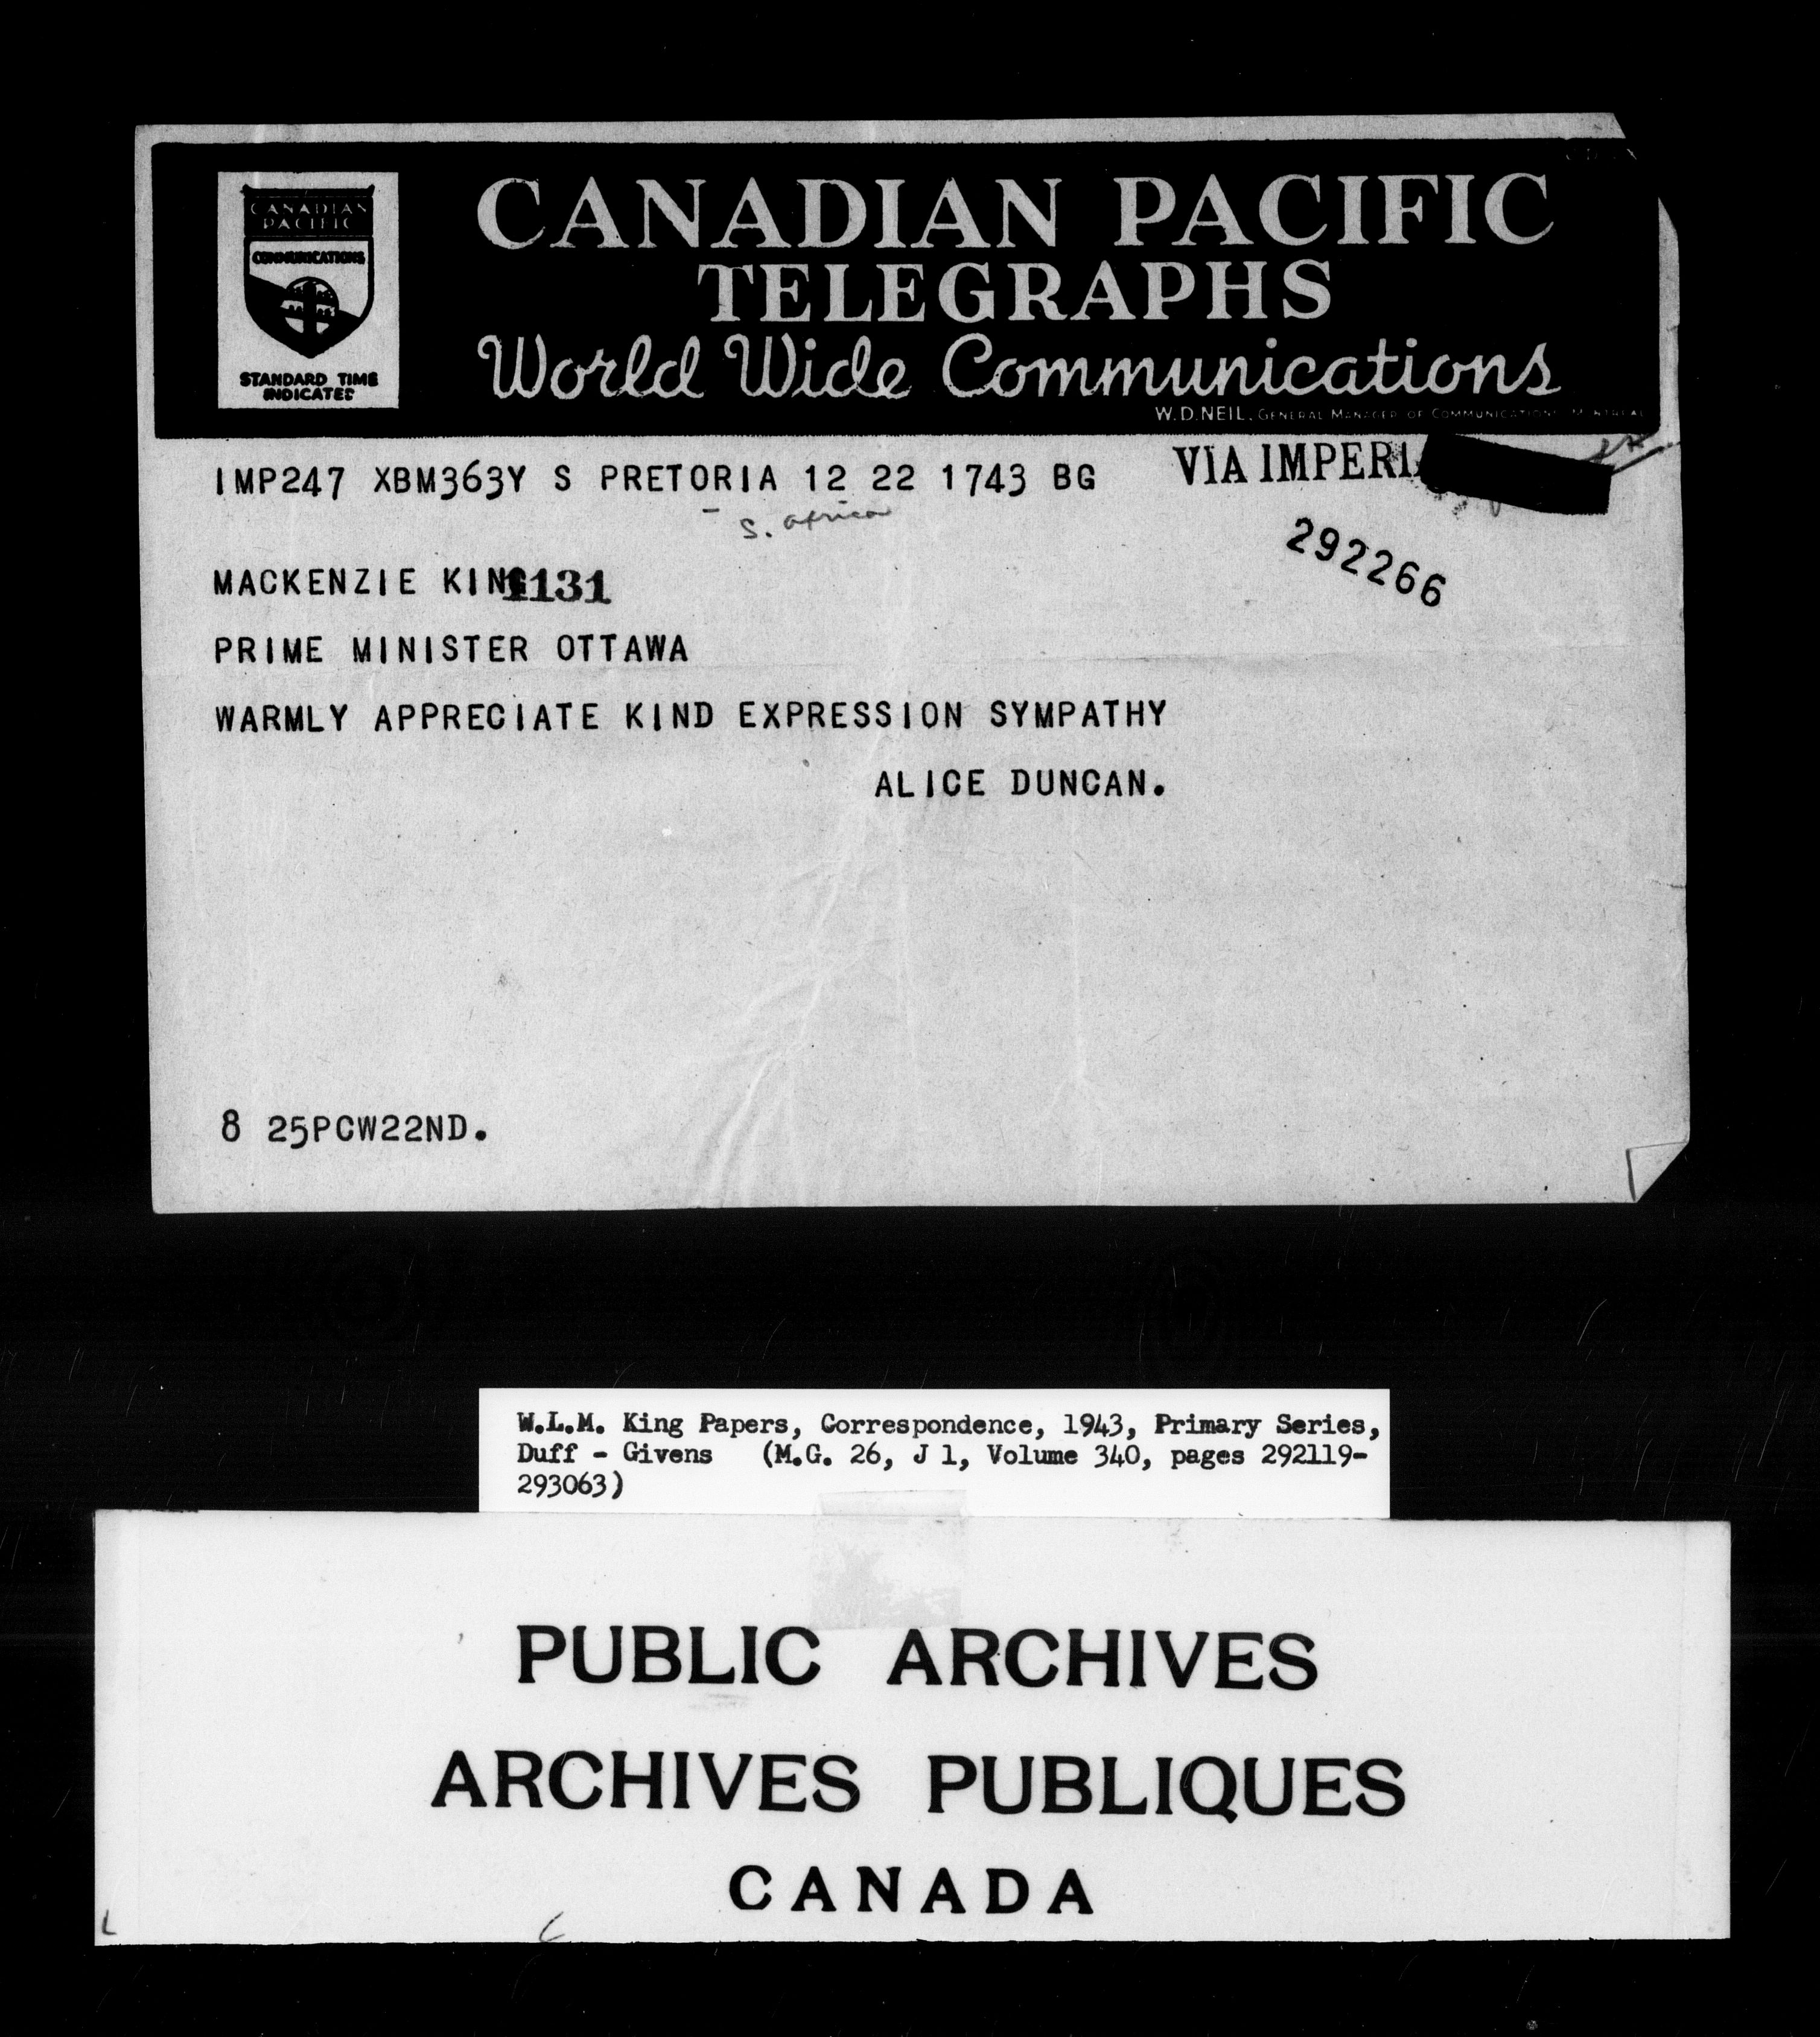 CANADIAN
PACIFIC
COMMUNICATIONS
STANDARD TIME
INDICATED
CANADIAN PACIFIC
TELEGRAPHS
World Wide Communications
W.D.NEIL, GENERAL MANAGER OF COMMUNICATIONS, MONTREAL
IMP247 XBM363Y S PRETORIA 12 22 1743 BG
VIA IMPERI
S. Africa
292266
MACKENZIE KING 1131
PRIME MINISTER OTTAWA
WARMLY APPRECIATE KIND EXPRESSION SYMPATHY
ALICE DUNCAN.
8 25PCW22ND.
W.L.M. King Papers, Correspondence, 1943, Primary Series,
Duff - Givens (M.G. 26, J 1, Volume 340, pages 292119-
293063)
PUBLIC ARCHIVES
ARCHIVES PUBLIQUES
CANADA